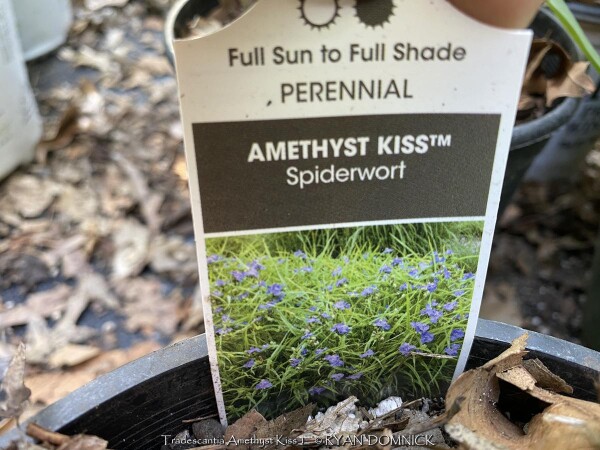 Full Sun to Full Shade
PERENNIAL
AMETHYST KISS™
Spiderwort
Tradescantia Amethyst Kiss J © RYAN DOMNICK